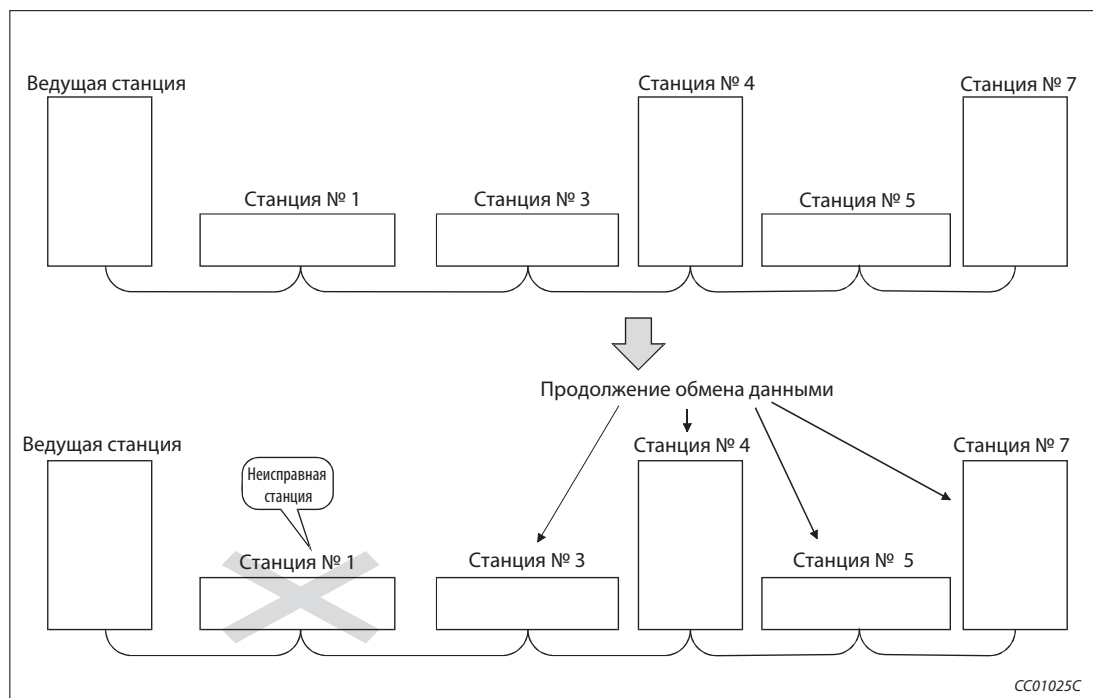 Ведущая станция
Станция № 4
Станция № 7
Станция № 1
Станция № 3
Станция № 5
Продолжение обмена данными
Ведущая станция
Станция № 4
Станция № 7
Неисправная
станция
Станция № 1
Станция № 3
Станция № 5
CC01025C